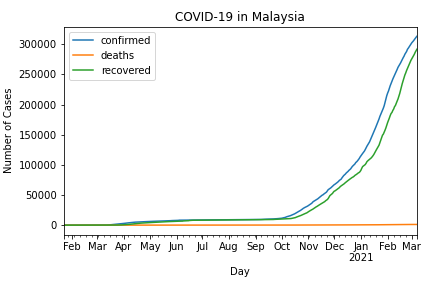 COVID-19 in Malaysia
confirmed
deaths
recovered
300000
250000
200000
150000
100000
50000
0
Number of Cases
Feb Mar Apr May Jun Jul Aug Sep Oct Nov Dec Jan Feb Mar
2021
Day